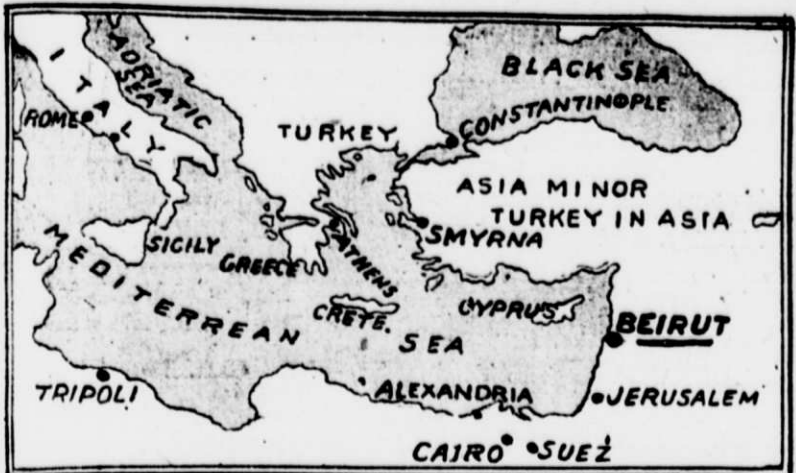 ADRIATIC SEA
ITALY
ROME
BLACK SEA
CONSTANTINOPLE
TURKEY
ASIA MINOR
TURKEY IN ASIA
SMYRNA
SICILY
GREECE
ATHENS
MEDITERREAN SEA
CRETE.
CYPRUS
BEIRUT
TRIPOLI
ALEXANDRIA
JERUSALEM
CAIRO
SUEZ